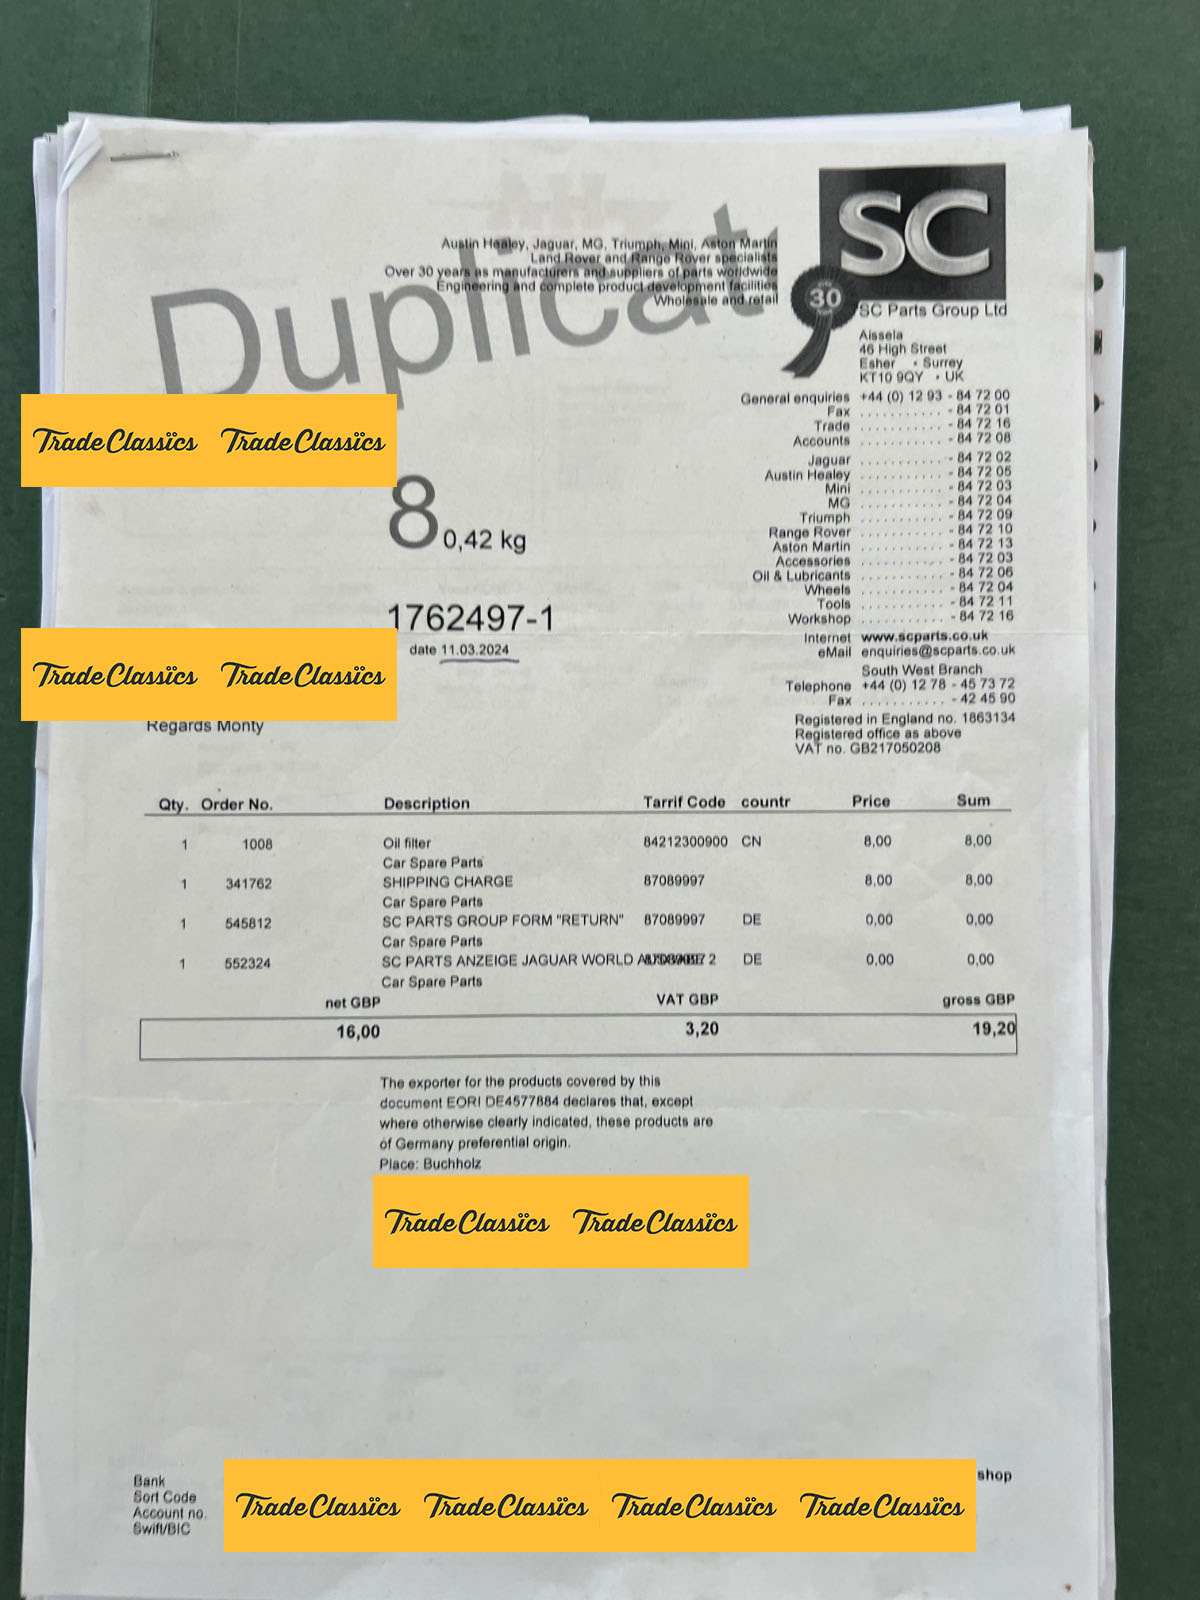 Duplicat
SC
Austin Healey, Jaguar, MG, Triumph, Mini, Aston Martin
Land Rover and Range Rover specialists
Over 30 years as manufacturers and suppliers of parts worldwide
Engineering and complete product development facilities
Wholesale and retail
30
SC Parts Group Ltd
Aissela
46 High Street
Esher • Surrey
KT10 9QY • UK
General enquiries +44 (0) 12 93 - 84 72 00
Fax ........... - 84 72 01
Trade ........... - 84 72 16
Accounts ........... - 84 72 08
Jaguar ........... - 84 72 02
Austin Healey ........... - 84 72 05
Mini ........... - 84 72 03
MG ........... - 84 72 04
Triumph ........... - 84 72 09
Range Rover ........... - 84 72 10
Aston Martin ........... - 84 72 13
Accessories ........... - 84 72 03
Oil & Lubricants ........... - 84 72 06
Wheels ........... - 84 72 04
Tools ........... - 84 72 11
Workshop ........... - 84 72 16
Internet www.scparts.co.uk
eMail enquiries@scparts.co.uk
South West Branch
Telephone +44 (0) 12 78 - 45 73 72
Fax ........... - 42 45 90
Registered in England no. 1863134
Registered office as above
VAT no. GB217050208
Trade Classics Trade Classics
8 0,42 kg
1762497-1
date 11.03.2024
Trade Classics Trade Classics
Regards Monty
Qty. Order No. Description Tarrif Code countr Price Sum
1 1008 Oil filter 84212300900 CN 8,00 8,00
Car Spare Parts
1 341762 SHIPPING CHARGE 87089997 8,00 8,00
Car Spare Parts
1 545812 SC PARTS GROUP FORM "RETURN" 87089997 DE 0,00 0,00
Car Spare Parts
1 552324 SC PARTS ANZEIGE JAGUAR WORLD 2 DE 0,00 0,00
Car Spare Parts
net GBP VAT GBP gross GBP
16,00 3,20 19,20
The exporter for the products covered by this
document EORI DE4577884 declares that, except
where otherwise clearly indicated, these products are
of Germany preferential origin.
Place: Buchholz
Trade Classics Trade Classics
shop
Bank
Sort Code
Account no.
Swift/BIC
Trade Classics Trade Classics Trade Classics Trade Classics